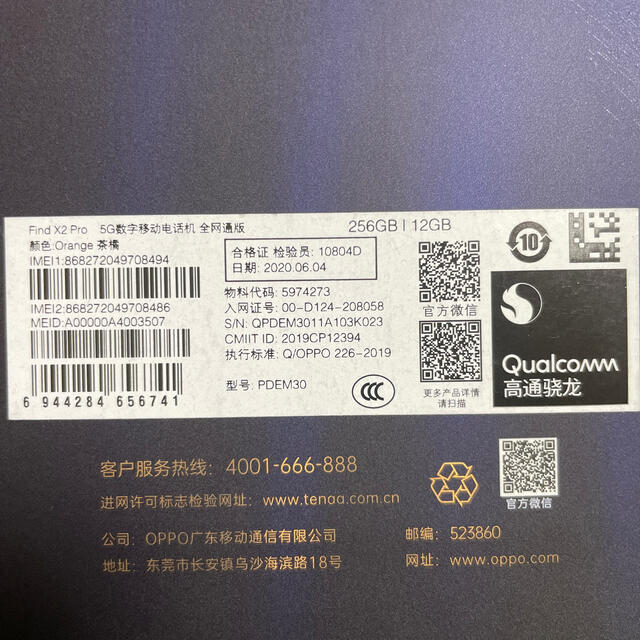 Find X2 Pro 5G数字移动电话机 全网通版 256GB | 12GB
颜色:Orange 茶橘
IMEI1:868272049708494
IMEI2:868272049708486
MEID:A00000A4003507
6 944284 656741
合格证 检验员: 10804D
日期: 2020.06.04
物料代码: 5974273
入网证号: 00-D124-208058
S/N: QPDEM3011A103K023
CMIIT ID: 2019CP12394
执行标准: Q/OPPO 226-2019
型号: PDEM30
CCC
官方微信
更多产品详情
请扫描
10
Qualcomm
高通骁龙
客户服务热线: 4001-666-888
进网许可标志检验网址: www.tenaa.com.cn
公司: OPPO广东移动通信有限公司
地址: 东莞市长安镇乌沙海滨路18号
官方微信
邮编: 523860
网址: www.oppo.com